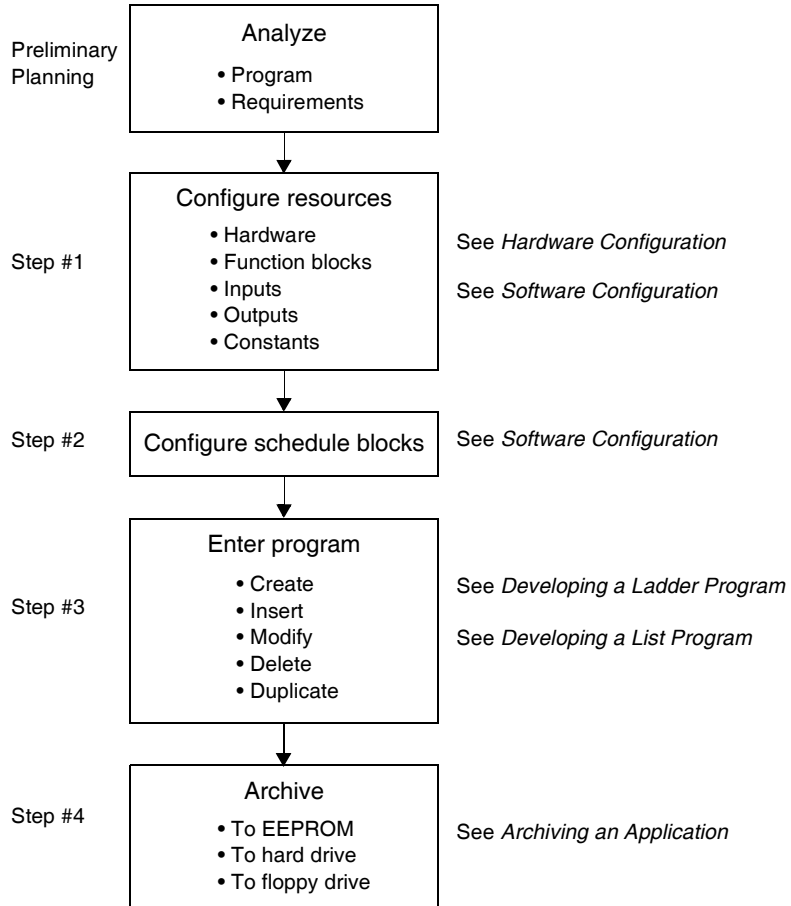 Preliminary
Planning
Analyze
• Program
• Requirements
Step #1
Configure resources
• Hardware
• Function blocks
• Inputs
• Outputs
• Constants
See Hardware Configuration
See Software Configuration
Step #2
Configure schedule blocks
See Software Configuration
Step #3
Enter program
• Create
• Insert
• Modify
• Delete
• Duplicate
See Developing a Ladder Program
See Developing a List Program
Step #4
Archive
• To EEPROM
• To hard drive
• To floppy drive
See Archiving an Application